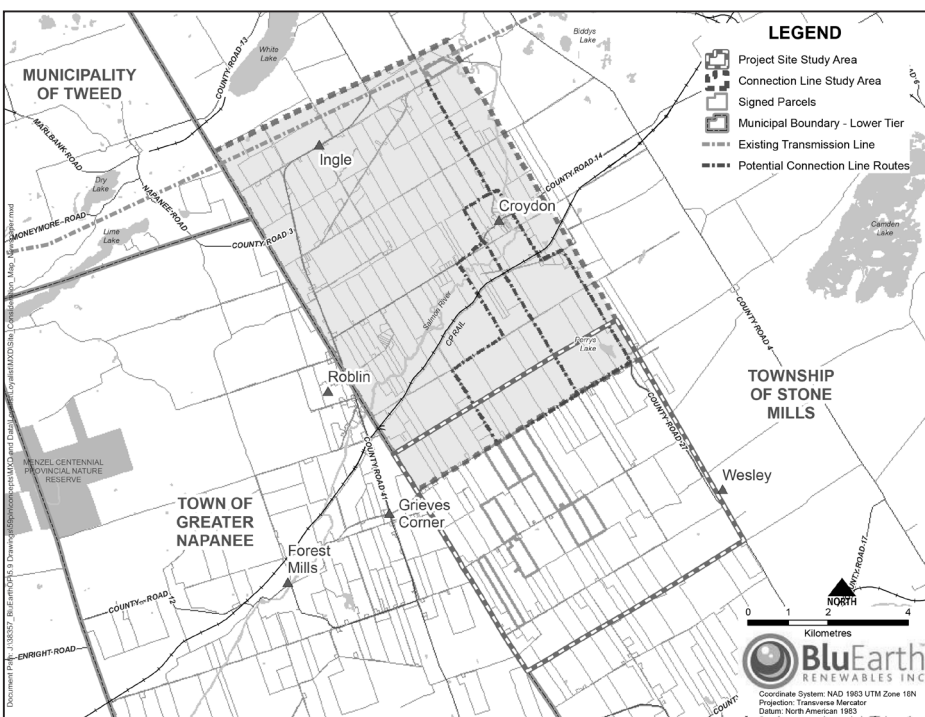 LEGEND
Project Site Study Area
Connection Line Study Area
Signed Parcels
Municipal Boundary - Lower Tier
Existing Transmission Line
Potential Connection Line Routes
MUNICIPALITY
OF TWEED
COUNTY-ROAD-13
White
Lake
Biddys
Lake
MARLBANK-ROAD
Ingle
COUNTY-ROAD-14
Dry
Lake
NAPANEE-ROAD
MONEYMORE-ROAD
Lime
Lake
COUNTY-ROAD-3
Croydon
Camden
Lake
Salmon River
CP RAIL
COUNTY-ROAD-4
Ferrys
Lake
Roblin
TOWNSHIP
OF STONE
MILLS
COUNTY-ROAD-27
MENZEL CENTENNIAL
PROVINCIAL NATURE
RESERVE
COUNTY-ROAD-41
Wesley
TOWN OF
GREATER
NAPANEE
Grieves
Corner
Forest
Mills
COUNTY-ROAD-17
COUNTY-ROAD-12
ENRIGHT-ROAD
NORTH
0 1 2 4
Kilometres
BluEarth
RENEWABLES INC
Coordinate System: NAD 1983 UTM Zone 18N
Projection: Transverse Mercator
Datum: North American 1983